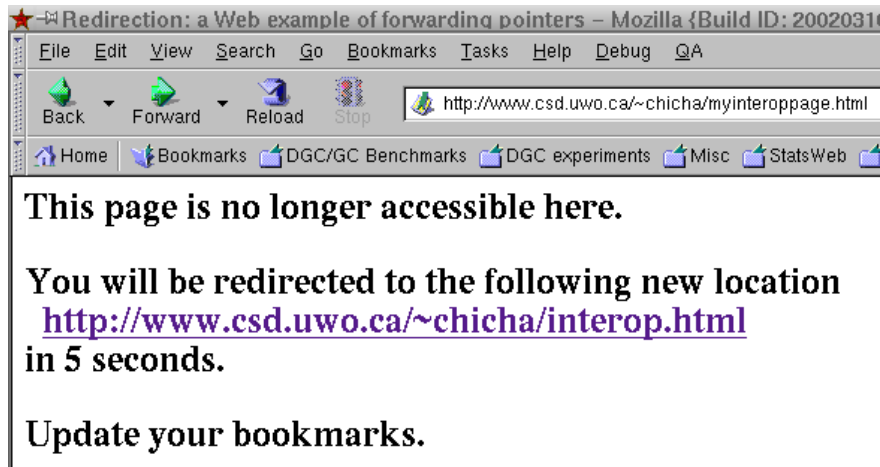 Redirection: a Web example of forwarding pointers – Mozilla {Build ID: 2002031
File Edit View Search Go Bookmarks Tasks Help Debug QA
Back Forward Reload Stop http://www.csd.uwo.ca/~chicha/myinteroppage.html
Home Bookmarks DGC/GC Benchmarks DGC experiments Misc StatsWeb
This page is no longer accessible here.
You will be redirected to the following new location
http://www.csd.uwo.ca/~chicha/interop.html
in 5 seconds.
Update your bookmarks.